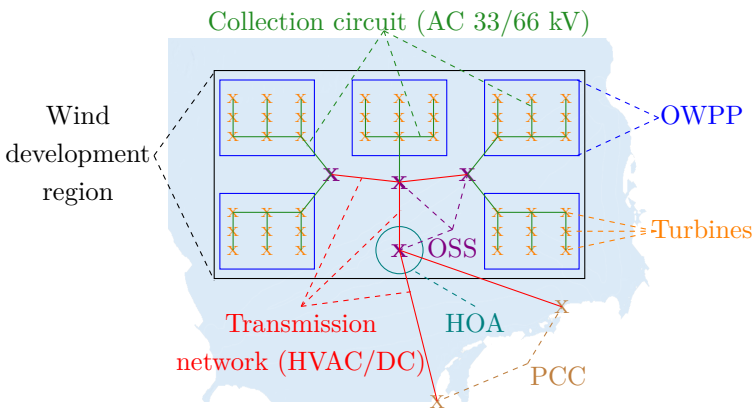 Collection circuit (AC 33/66 kV)
Wind
development
region
OWPP
x x x
x x x
x x x
x x x
x x x
x x x
x x x
x x x
x x x
x
x
x
x x x
x x x
x x x
x x x
x x x
x x x
Turbines
OSS
x
x
Transmission
network (HVAC/DC)
HOA
PCC
x